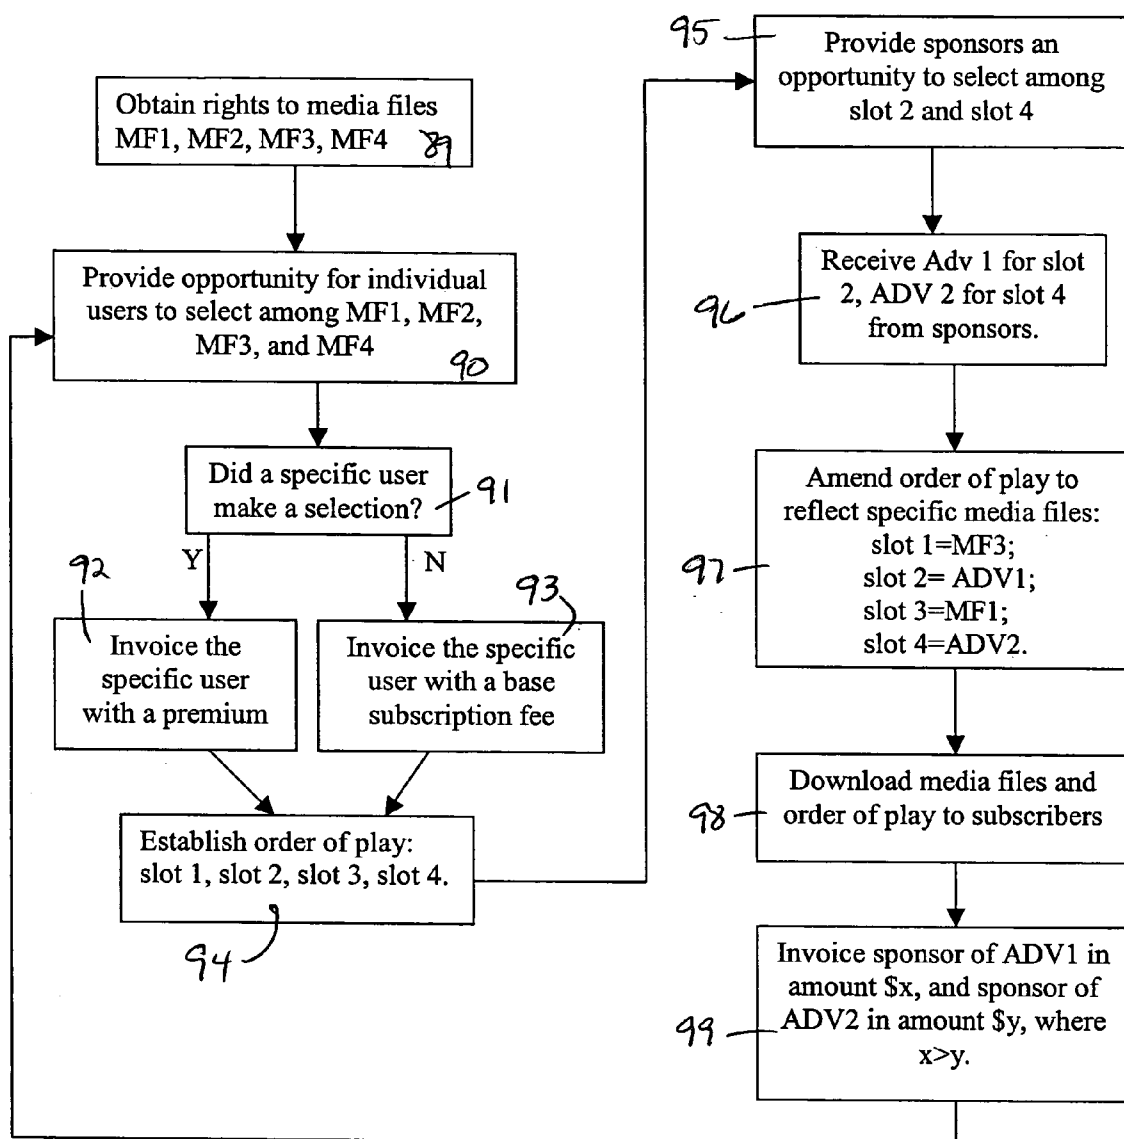 Obtain rights to media files
MF1, MF2, MF3, MF4
89
Provide opportunity for individual
users to select among MF1, MF2,
MF3, and MF4
90
Did a specific user
make a selection?
91
Y
N
92
Invoice the
specific user
with a premium
93
Invoice the specific
user with a base
subscription fee
Establish order of play:
slot 1, slot 2, slot 3, slot 4.
94
95
Provide sponsors an
opportunity to select among
slot 2 and slot 4
Receive Adv 1 for slot
2, ADV 2 for slot 4
from sponsors.
96
Amend order of play to
reflect specific media files:
slot 1=MF3;
slot 2= ADV1;
slot 3=MF1;
slot 4=ADV2.
97
Download media files and
order of play to subscribers
98
Invoice sponsor of ADV1 in
amount $x, and sponsor of
ADV2 in amount $y, where
x>y.
99